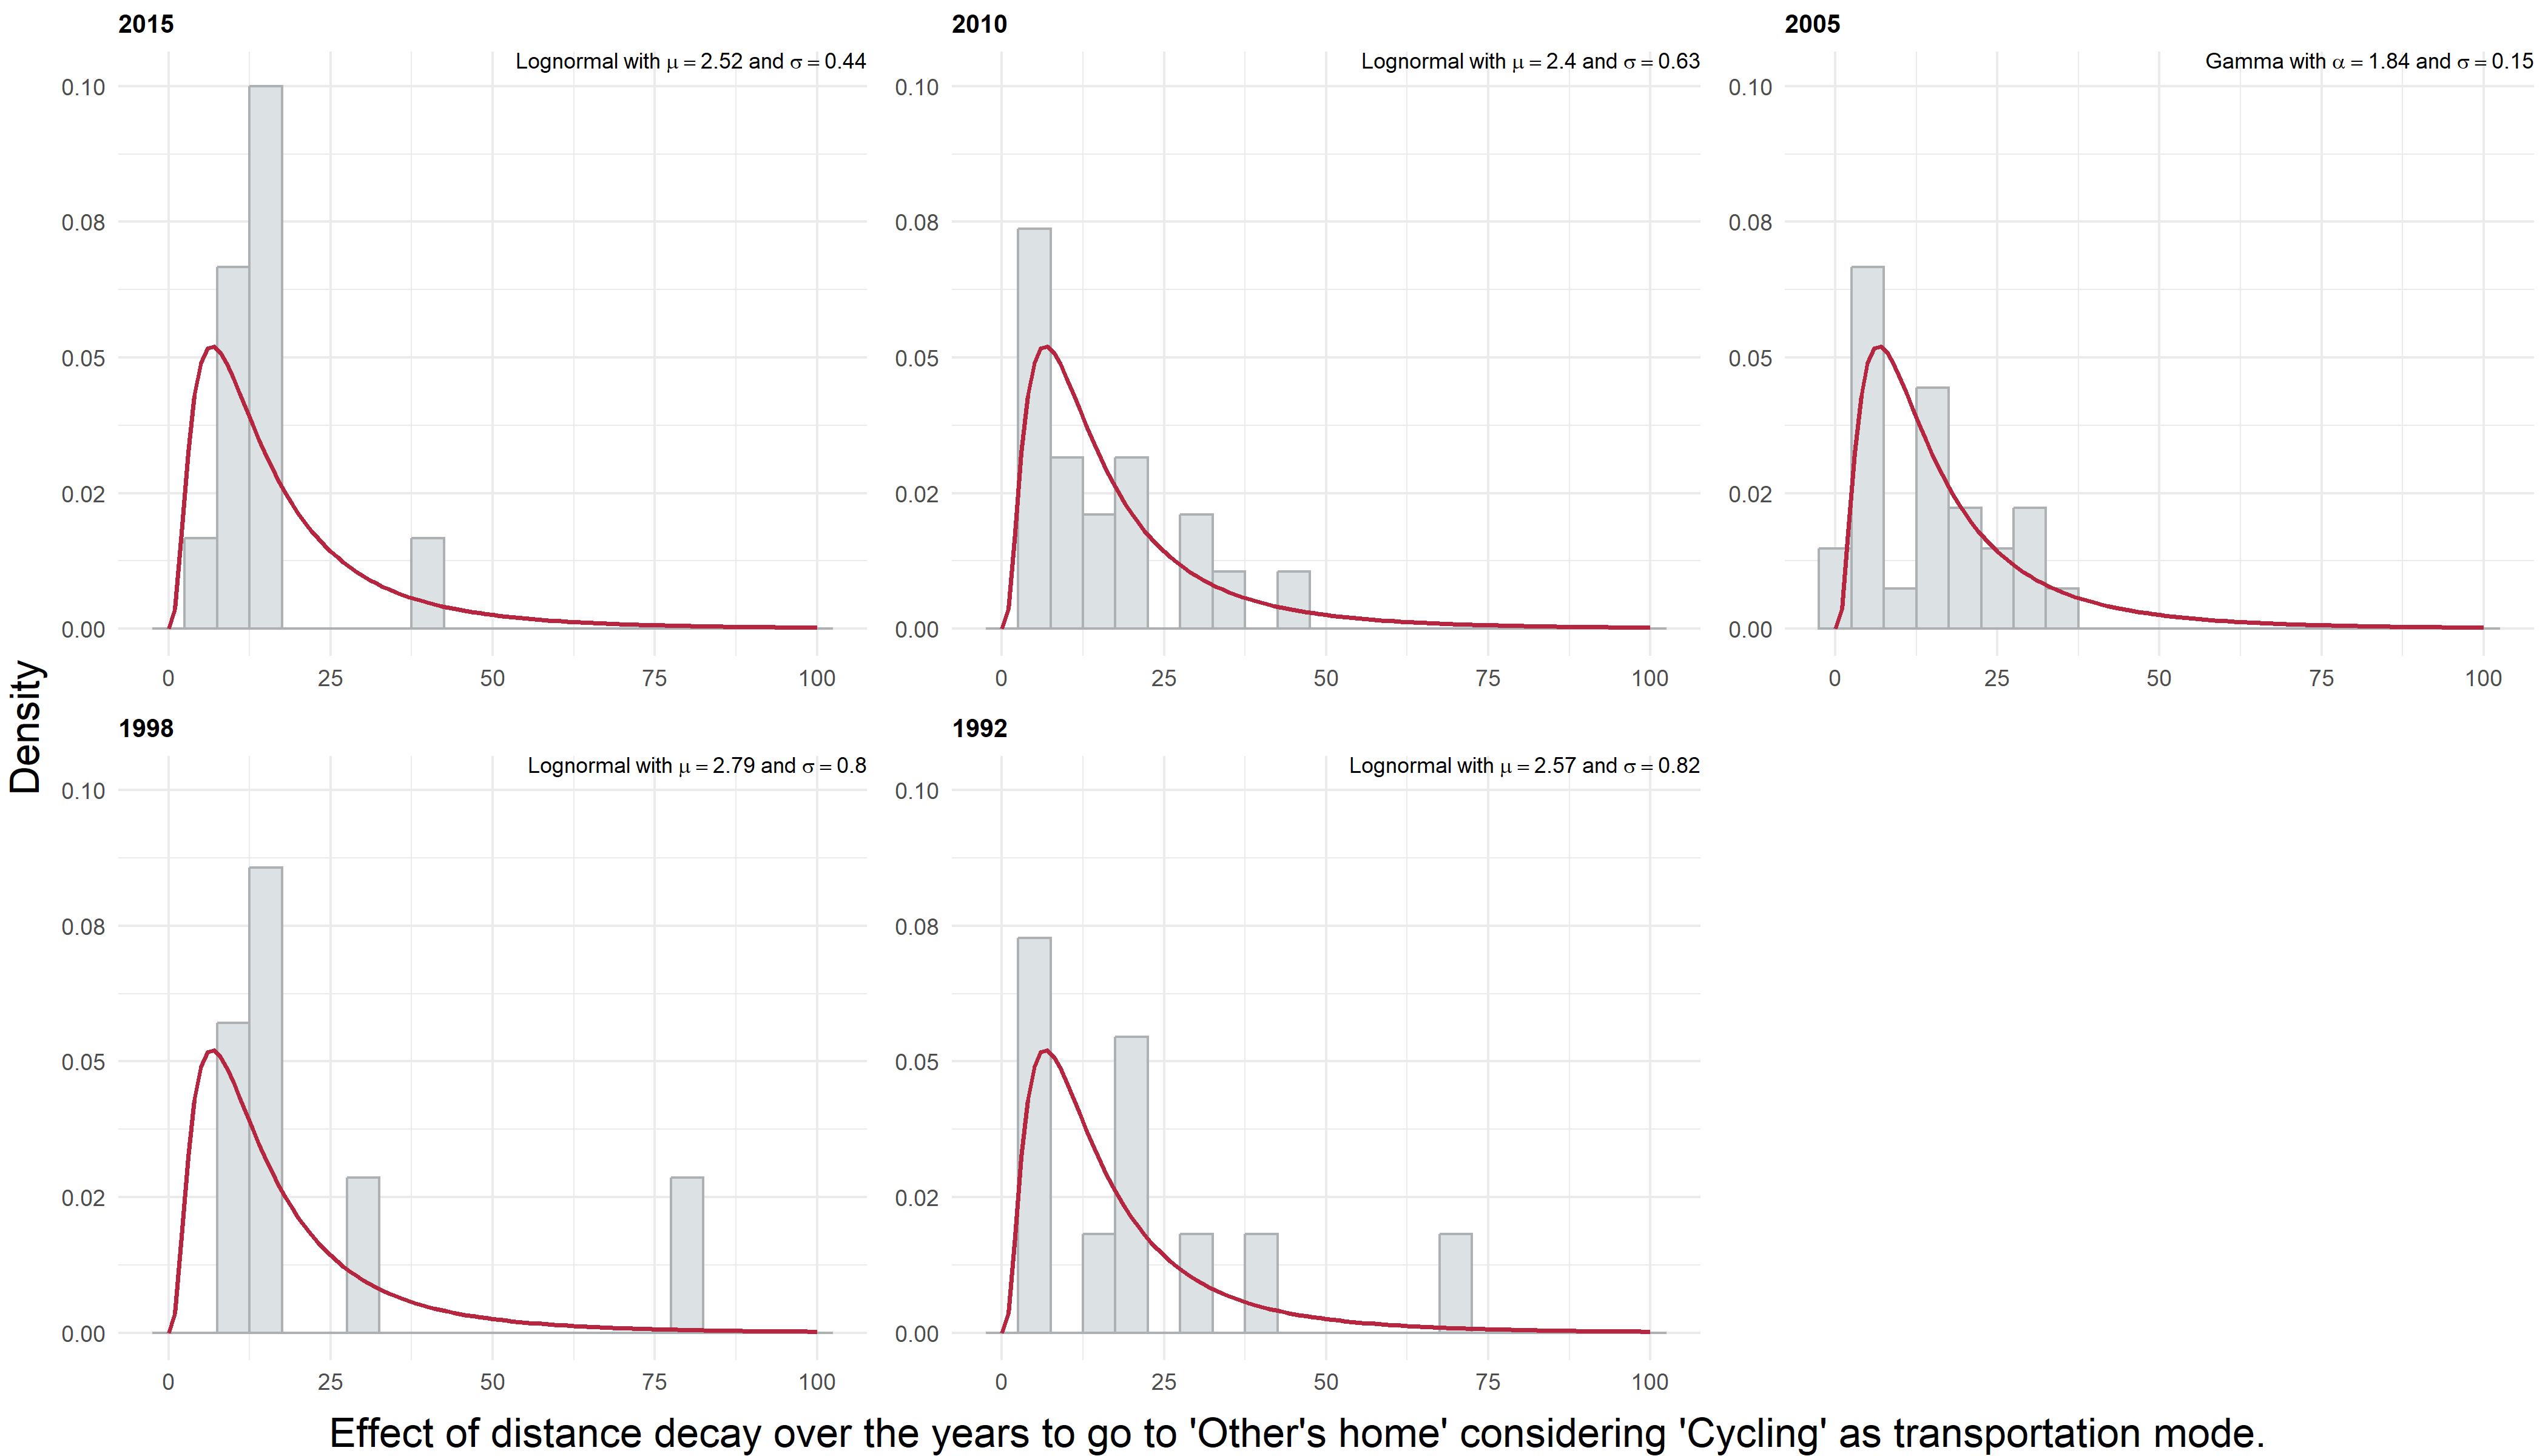 2015
Lognormal with μ = 2.52 and σ = 0.44
0.10
0.08
0.05
0.02
0.00
0 25 50 75 100
2010
Lognormal with μ = 2.4 and σ = 0.63
0.10
0.08
0.05
0.02
0.00
0 25 50 75 100
2005
Gamma with α = 1.84 and σ = 0.15
0.10
0.08
0.05
0.02
0.00
0 25 50 75 100
Density
1998
Lognormal with μ = 2.79 and σ = 0.8
0.10
0.08
0.05
0.02
0.00
0 25 50 75 100
1992
Lognormal with μ = 2.57 and σ = 0.82
0.10
0.08
0.05
0.02
0.00
0 25 50 75 100
Effect of distance decay over the years to go to 'Other's home' considering 'Cycling' as transportation mode.